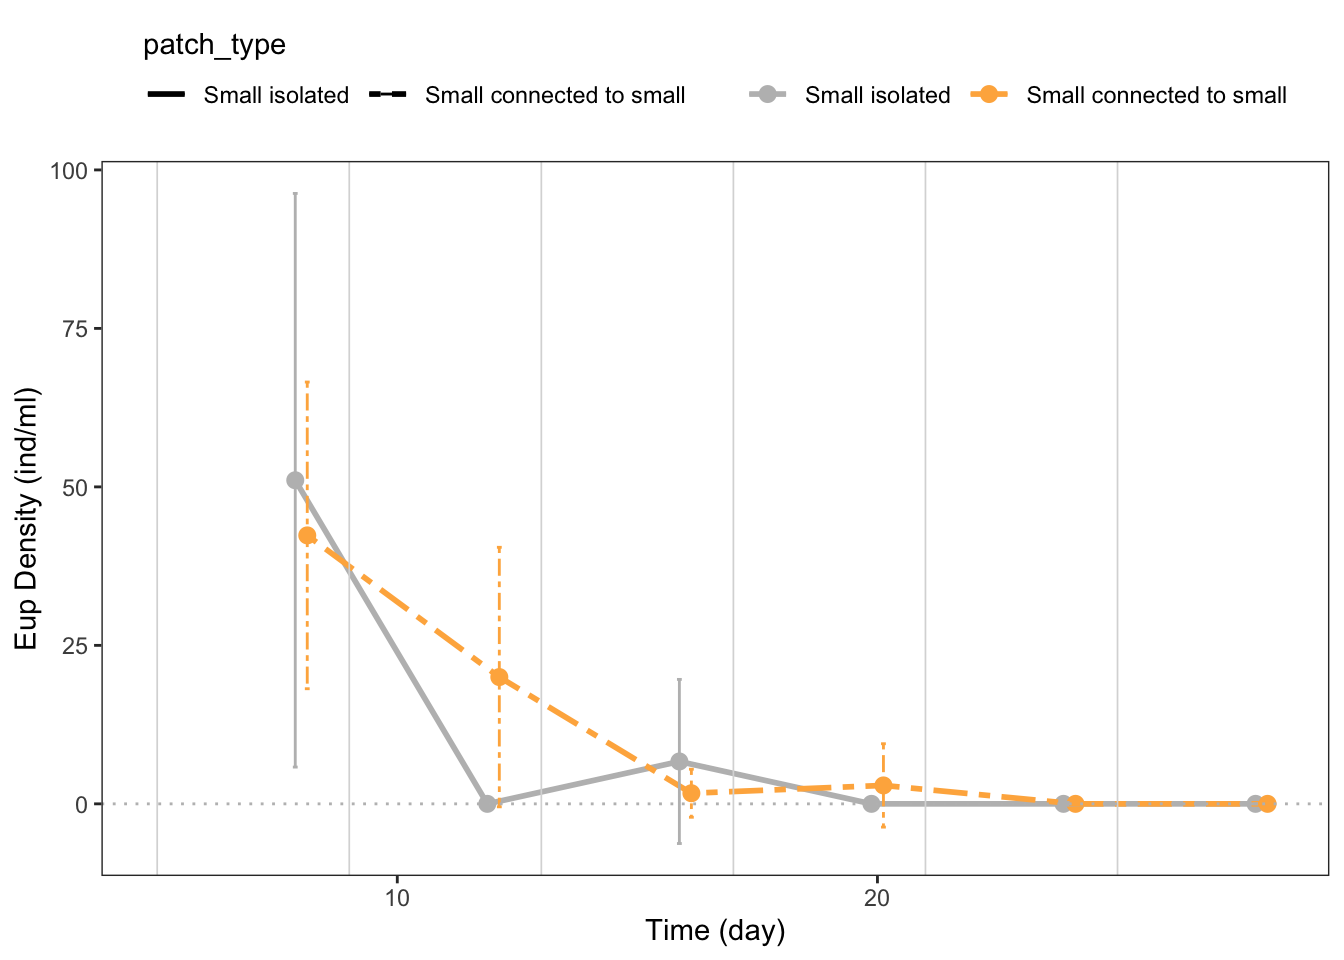 patch_type
Small isolated Small connected to small Small isolated Small connected to small
100
75
50
25
0
Eup Density (ind/ml)
10 20
Time (day)